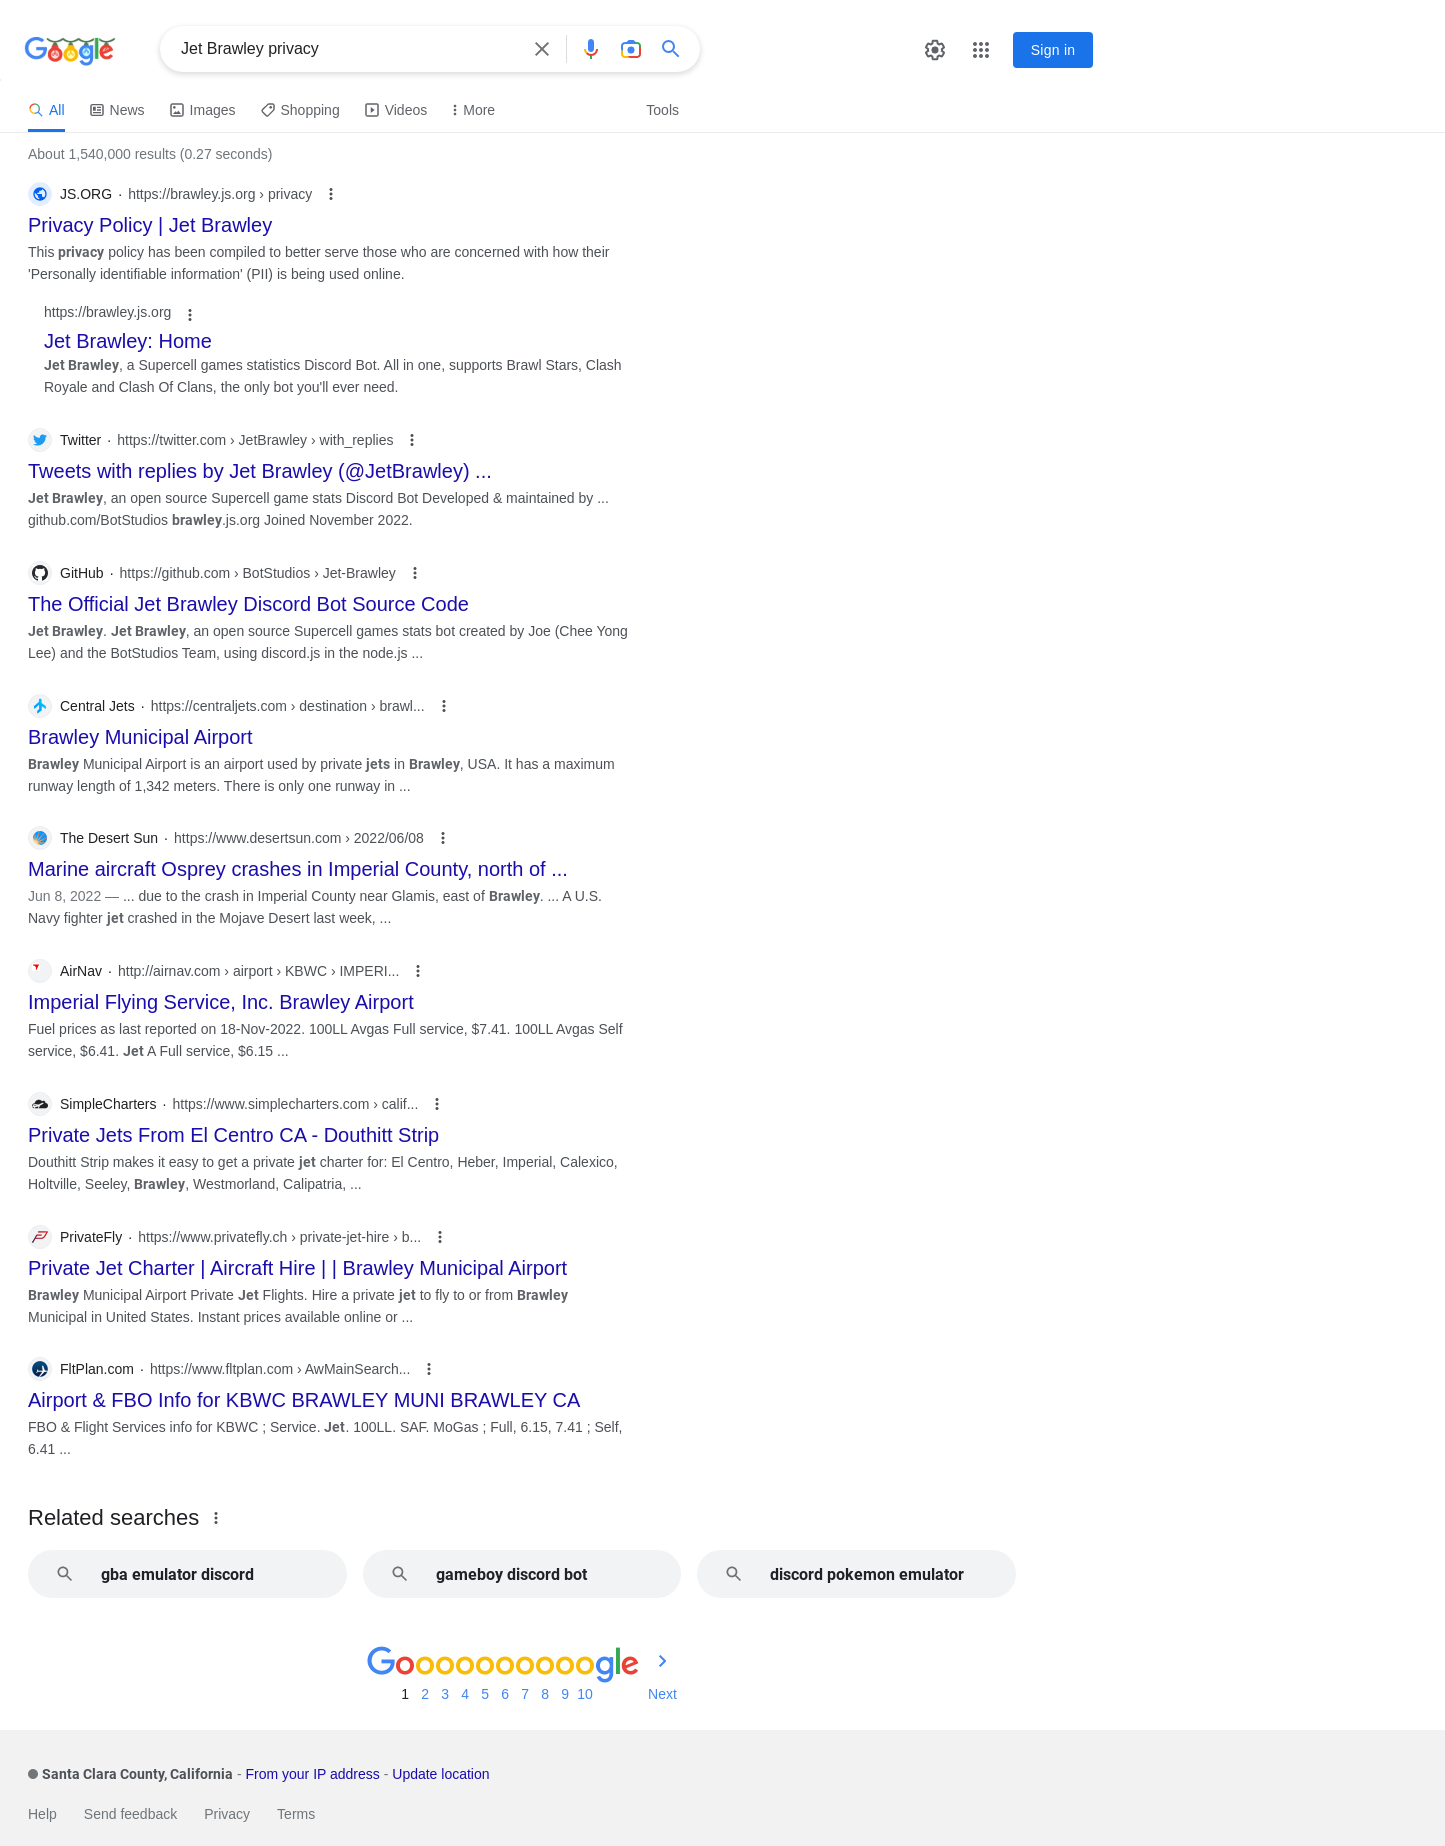 Google
Jet Brawley privacy
Sign in
All News Images Shopping Videos More Tools
About 1,540,000 results (0.27 seconds)
JS.ORG · https://brawley.js.org › privacy
Privacy Policy | Jet Brawley
This privacy policy has been compiled to better serve those who are concerned with how their
'Personally identifiable information' (PII) is being used online.
https://brawley.js.org
Jet Brawley: Home
Jet Brawley, a Supercell games statistics Discord Bot. All in one, supports Brawl Stars, Clash
Royale and Clash Of Clans, the only bot you'll ever need.
Twitter · https://twitter.com › JetBrawley › with_replies
Tweets with replies by Jet Brawley (@JetBrawley) ...
Jet Brawley, an open source Supercell game stats Discord Bot Developed & maintained by ...
github.com/BotStudios brawley.js.org Joined November 2022.
GitHub · https://github.com › BotStudios › Jet-Brawley
The Official Jet Brawley Discord Bot Source Code
Jet Brawley. Jet Brawley, an open source Supercell games stats bot created by Joe (Chee Yong
Lee) and the BotStudios Team, using discord.js in the node.js ...
Central Jets · https://centraljets.com › destination › brawl...
Brawley Municipal Airport
Brawley Municipal Airport is an airport used by private jets in Brawley, USA. It has a maximum
runway length of 1,342 meters. There is only one runway in ...
The Desert Sun · https://www.desertsun.com › 2022/06/08
Marine aircraft Osprey crashes in Imperial County, north of ...
Jun 8, 2022 — ... due to the crash in Imperial County near Glamis, east of Brawley. ... A U.S.
Navy fighter jet crashed in the Mojave Desert last week, ...
AirNav · http://airnav.com › airport › KBWC › IMPERI...
Imperial Flying Service, Inc. Brawley Airport
Fuel prices as last reported on 18-Nov-2022. 100LL Avgas Full service, $7.41. 100LL Avgas Self
service, $6.41. Jet A Full service, $6.15 ...
SimpleCharters · https://www.simplecharters.com › calif...
Private Jets From El Centro CA - Douthitt Strip
Douthitt Strip makes it easy to get a private jet charter for: El Centro, Heber, Imperial, Calexico,
Holtville, Seeley, Brawley, Westmorland, Calipatria, ...
PrivateFly · https://www.privatefly.ch › private-jet-hire › b...
Private Jet Charter | Aircraft Hire | | Brawley Municipal Airport
Brawley Municipal Airport Private Jet Flights. Hire a private jet to fly to or from Brawley
Municipal in United States. Instant prices available online or ...
FltPlan.com · https://www.fltplan.com › AwMainSearch...
Airport & FBO Info for KBWC BRAWLEY MUNI BRAWLEY CA
FBO & Flight Services info for KBWC ; Service. Jet. 100LL. SAF. MoGas ; Full, 6.15, 7.41 ; Self,
6.41 ...
Related searches
gba emulator discord
gameboy discord bot
discord pokemon emulator
Goooooooooogle
1 2 3 4 5 6 7 8 9 10 Next
Santa Clara County, California - From your IP address - Update location
Help Send feedback Privacy Terms